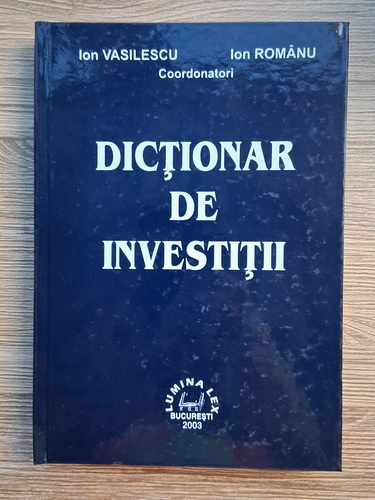 Ion VASILESCU Ion ROMÂNU
Coordonatori
DICŢIONAR
DE
INVESTIŢII
LUMINA LEX
BUCUREŞTI
2003